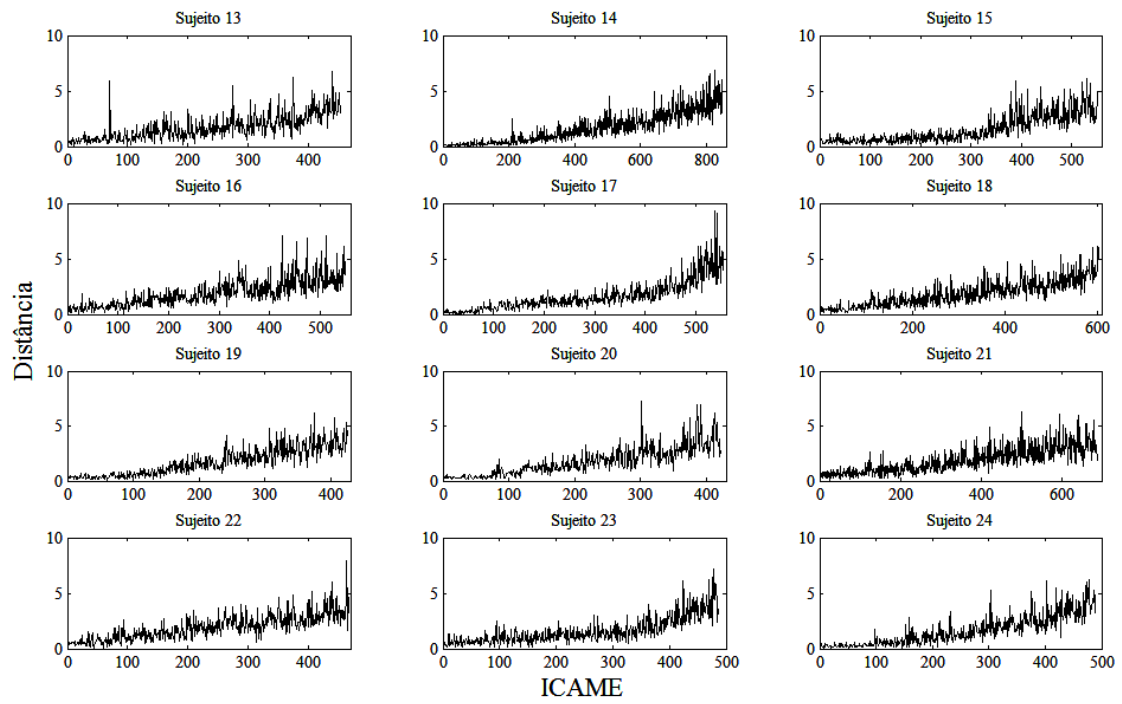 Sujeito 13 Sujeito 14 Sujeito 15
10 10 10
5 5 5
0 0 0
0 100 200 300 400 0 200 400 600 800 0 100 200 300 400 500
Sujeito 16 Sujeito 17 Sujeito 18
10 10 10
5 5 5
0 0 0
0 100 200 300 400 500 0 100 200 300 400 500 0 200 400 600
Distância
Sujeito 19 Sujeito 20 Sujeito 21
10 10 10
5 5 5
0 0 0
0 100 200 300 400 0 100 200 300 400 0 200 400 600
Sujeito 22 Sujeito 23 Sujeito 24
10 10 10
5 5 5
0 0 0
0 100 200 300 400 0 100 200 300 400 500 0 100 200 300 400 500
ICAME